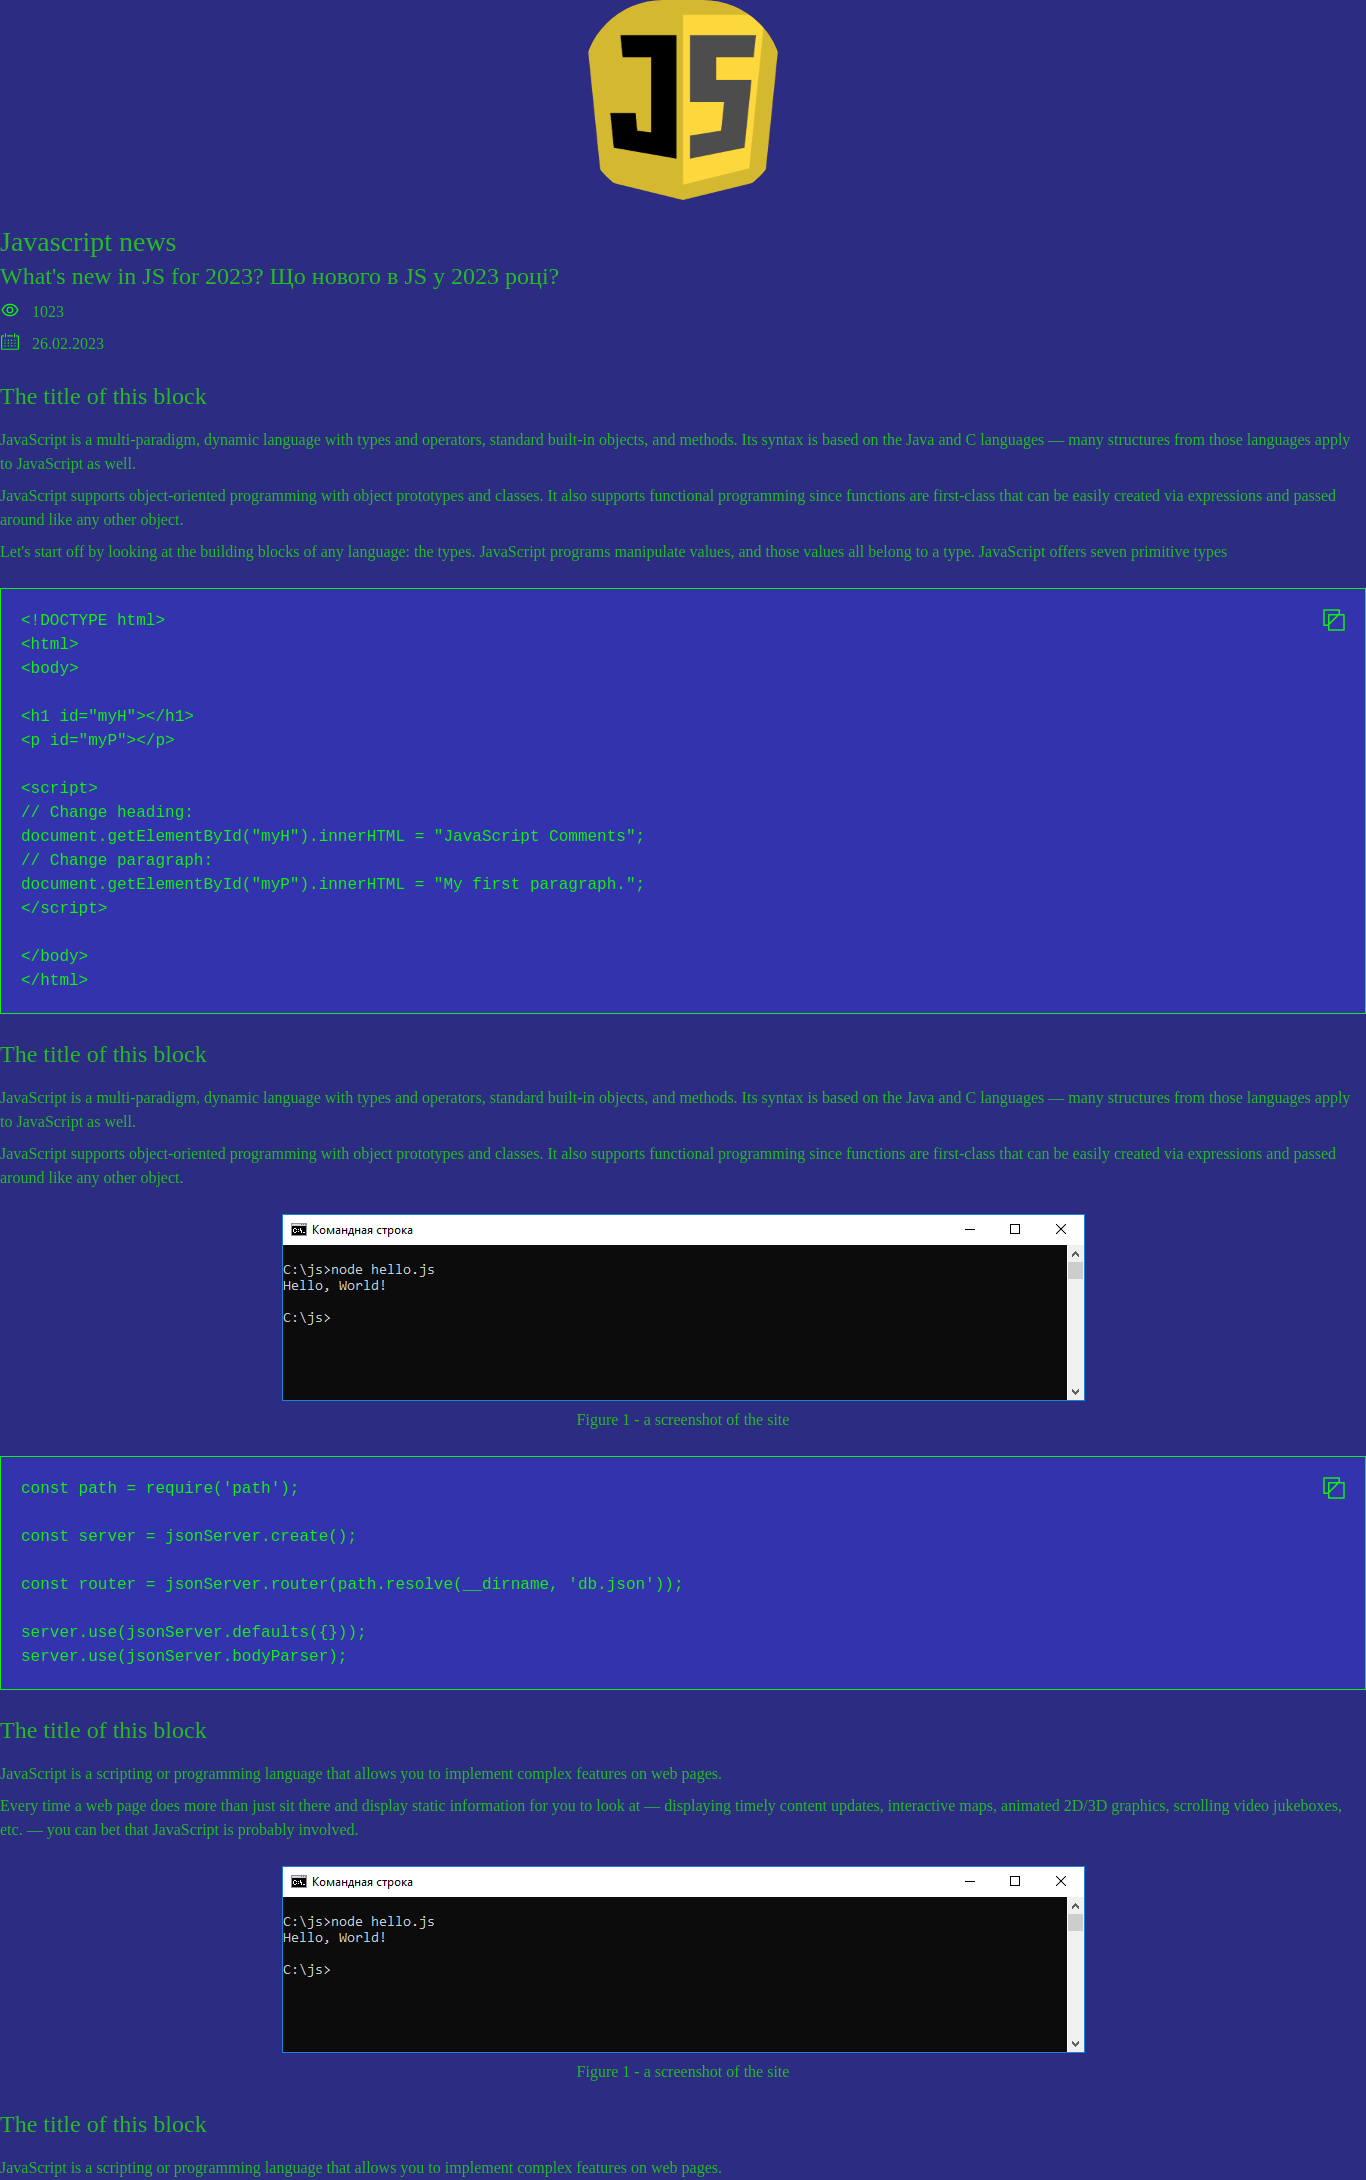 JS
Javascript news
What's new in JS for 2023? Що нового в JS у 2023 році?
1023
26.02.2023
The title of this block
JavaScript is a multi-paradigm, dynamic language with types and operators, standard built-in objects, and methods. Its syntax is based on the Java and C languages — many structures from those languages apply
to JavaScript as well.
JavaScript supports object-oriented programming with object prototypes and classes. It also supports functional programming since functions are first-class that can be easily created via expressions and passed
around like any other object.
Let's start off by looking at the building blocks of any language: the types. JavaScript programs manipulate values, and those values all belong to a type. JavaScript offers seven primitive types
<!DOCTYPE html>
<html>
<body>
<h1 id="myH"></h1>
<p id="myP"></p>
<script>
// Change heading:
document.getElementById("myH").innerHTML = "JavaScript Comments";
// Change paragraph:
document.getElementById("myP").innerHTML = "My first paragraph.";
</script>
</body>
</html>
The title of this block
JavaScript is a multi-paradigm, dynamic language with types and operators, standard built-in objects, and methods. Its syntax is based on the Java and C languages — many structures from those languages apply
to JavaScript as well.
JavaScript supports object-oriented programming with object prototypes and classes. It also supports functional programming since functions are first-class that can be easily created via expressions and passed
around like any other object.
Командная строка
C:\js>node hello.js
Hello, World!
C:\js>
Figure 1 - a screenshot of the site
const path = require('path');
const server = jsonServer.create();
const router = jsonServer.router(path.resolve(__dirname, 'db.json'));
server.use(jsonServer.defaults({}));
server.use(jsonServer.bodyParser);
The title of this block
JavaScript is a scripting or programming language that allows you to implement complex features on web pages.
Every time a web page does more than just sit there and display static information for you to look at — displaying timely content updates, interactive maps, animated 2D/3D graphics, scrolling video jukeboxes,
etc. — you can bet that JavaScript is probably involved.
Командная строка
C:\js>node hello.js
Hello, World!
C:\js>
Figure 1 - a screenshot of the site
The title of this block
JavaScript is a scripting or programming language that allows you to implement complex features on web pages.